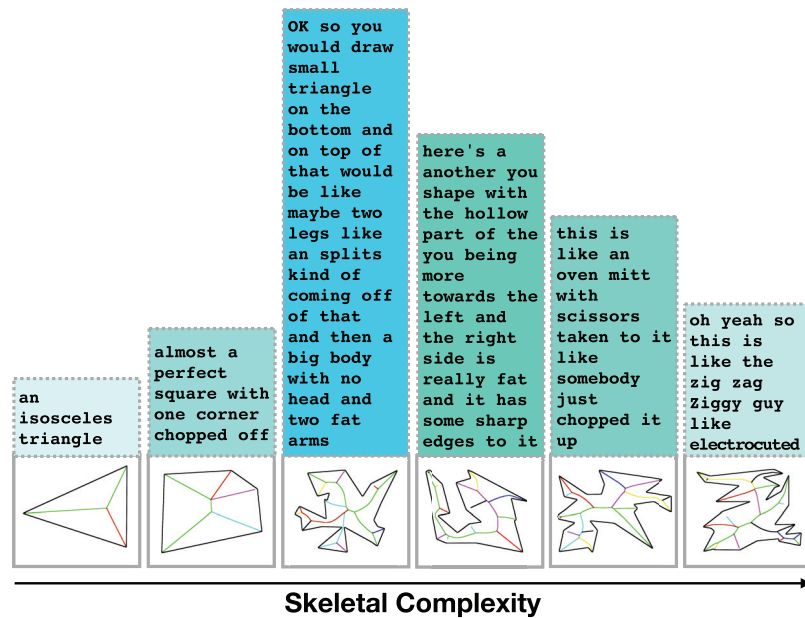 an
isosceles
triangle
almost a
perfect
square with
one corner
chopped off
OK so you
would draw
small
triangle
on the
bottom and
on top of
that would
be like
maybe two
legs like
an splits
kind of
coming off
of that
and then a
big body
with no
head and
two fat
arms
here's a
another you
shape with
the hollow
part of the
you being
more
towards the
left and
the right
side is
really fat
and it has
some sharp
edges to it
this is
like an
oven mitt
with
scissors
taken to it
like
somebody
just
chopped it
up
oh yeah so
this is
like the
zig zag
Ziggy guy
like
electrocuted
Skeletal Complexity